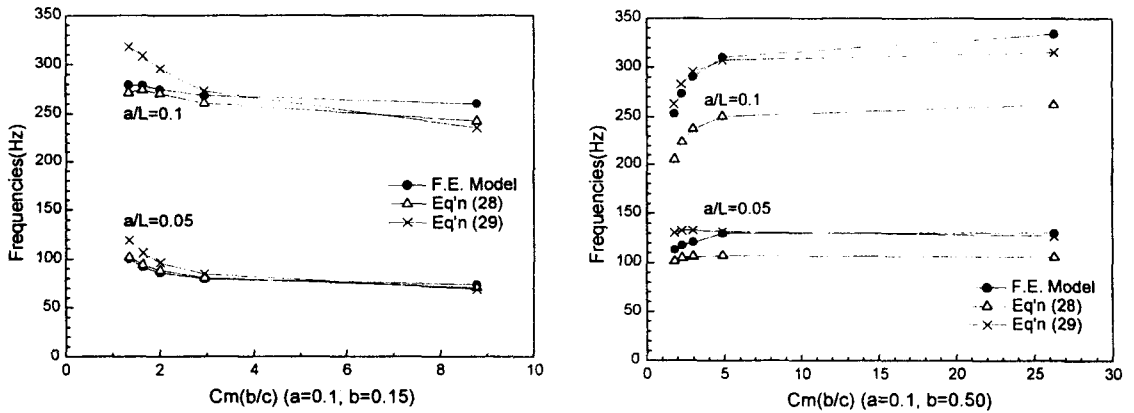 350
300
250
200
150
100
50
0
Frequencies(Hz)
a/L=0.1
a/L=0.05
F.E. Model
Eq'n (28)
Eq'n (29)
0 2 4 6 8 10
Cm(b/c) (a=0.1, b=0.15)
350
300
250
200
150
100
50
0
Frequencies(Hz)
a/L=0.1
a/L=0.05
F.E. Model
Eq'n (28)
Eq'n (29)
0 5 10 15 20 25 30
Cm(b/c) (a=0.1, b=0.50)